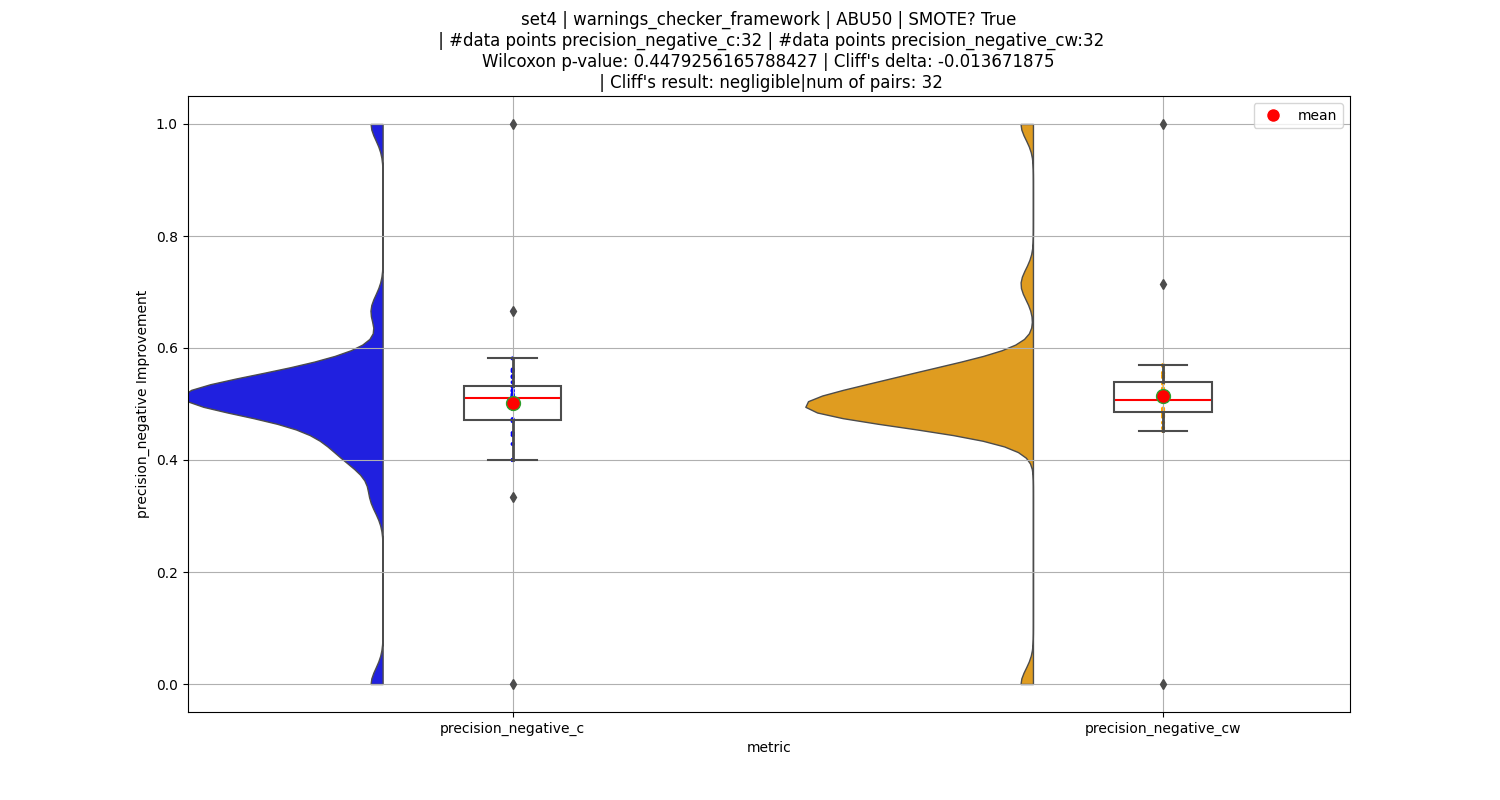 set4 | warnings_checker_framework | ABU50 | SMOTE? True
| #data points precision_negative_c:32 | #data points precision_negative_cw:32
Wilcoxon p-value: 0.4479256165788427 | Cliff's delta: -0.013671875
| Cliff's result: negligible|num of pairs: 32
mean
1.0
0.8
0.6
0.4
0.2
0.0
precision_negative Improvement
precision_negative_c
precision_negative_cw
metric